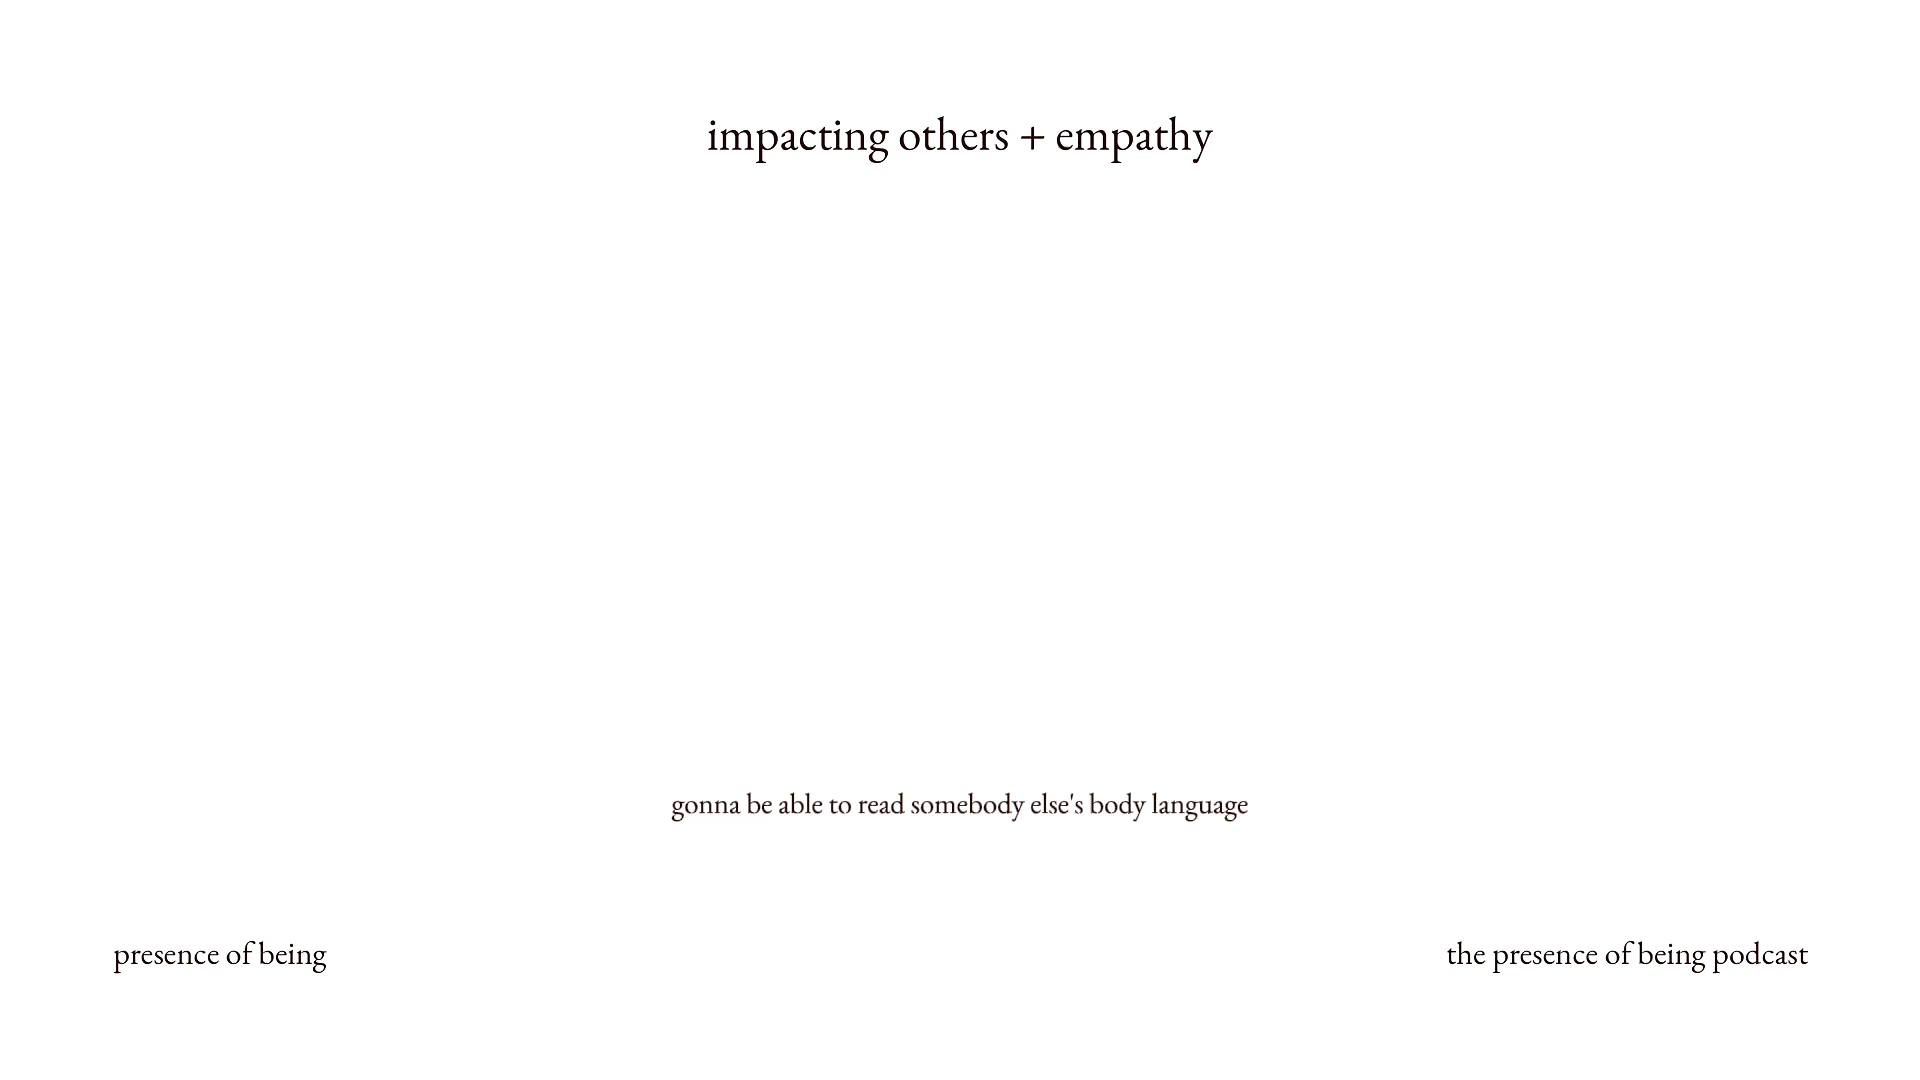 impacting others + empathy
gonna be able to read somebody else's body language
presence of being
the presence of being podcast